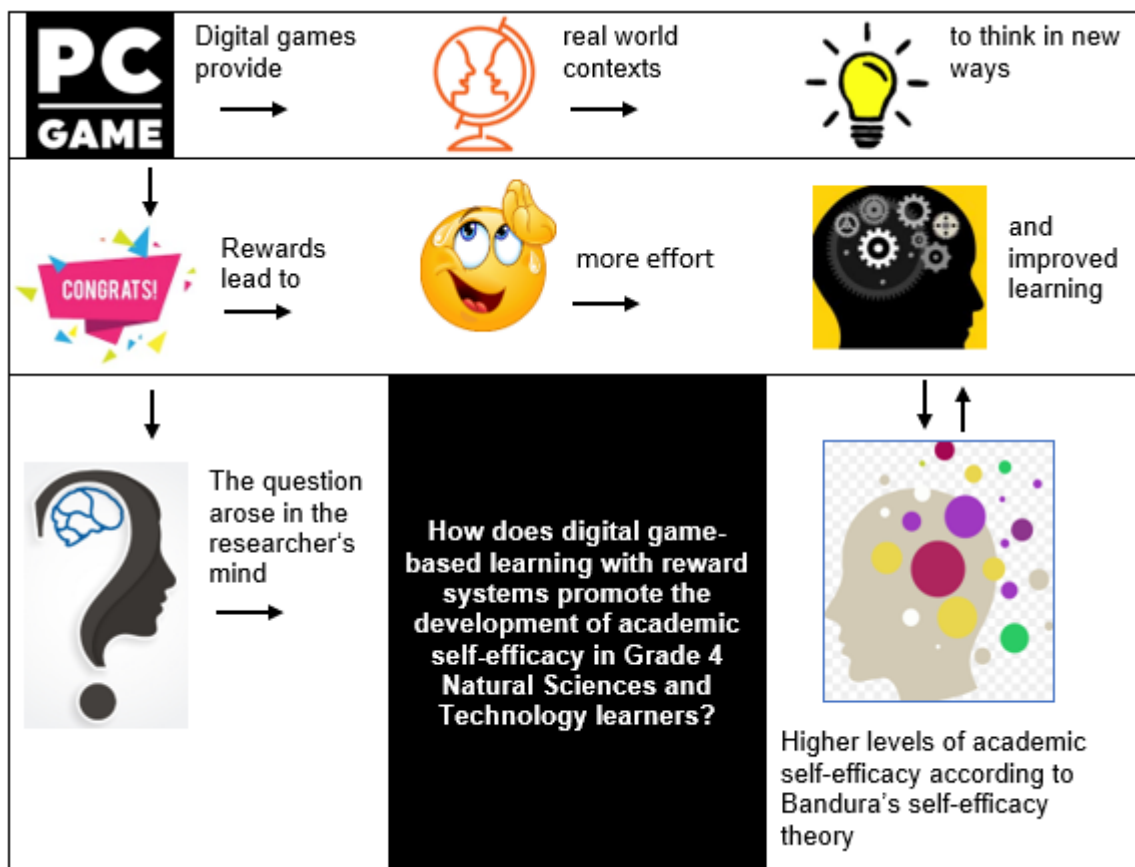 PC
GAME
Digital games
provide
real world
contexts
to think in new
ways
CONGRATS!
Rewards
lead to
more effort
and
improved
learning
The question
arose in the
researcher‘s
mind
How does digital game-
based learning with reward
systems promote the
development of academic
self-efficacy in Grade 4
Natural Sciences and
Technology learners?
Higher levels of academic
self-efficacy according to
Bandura’s self-efficacy
theory